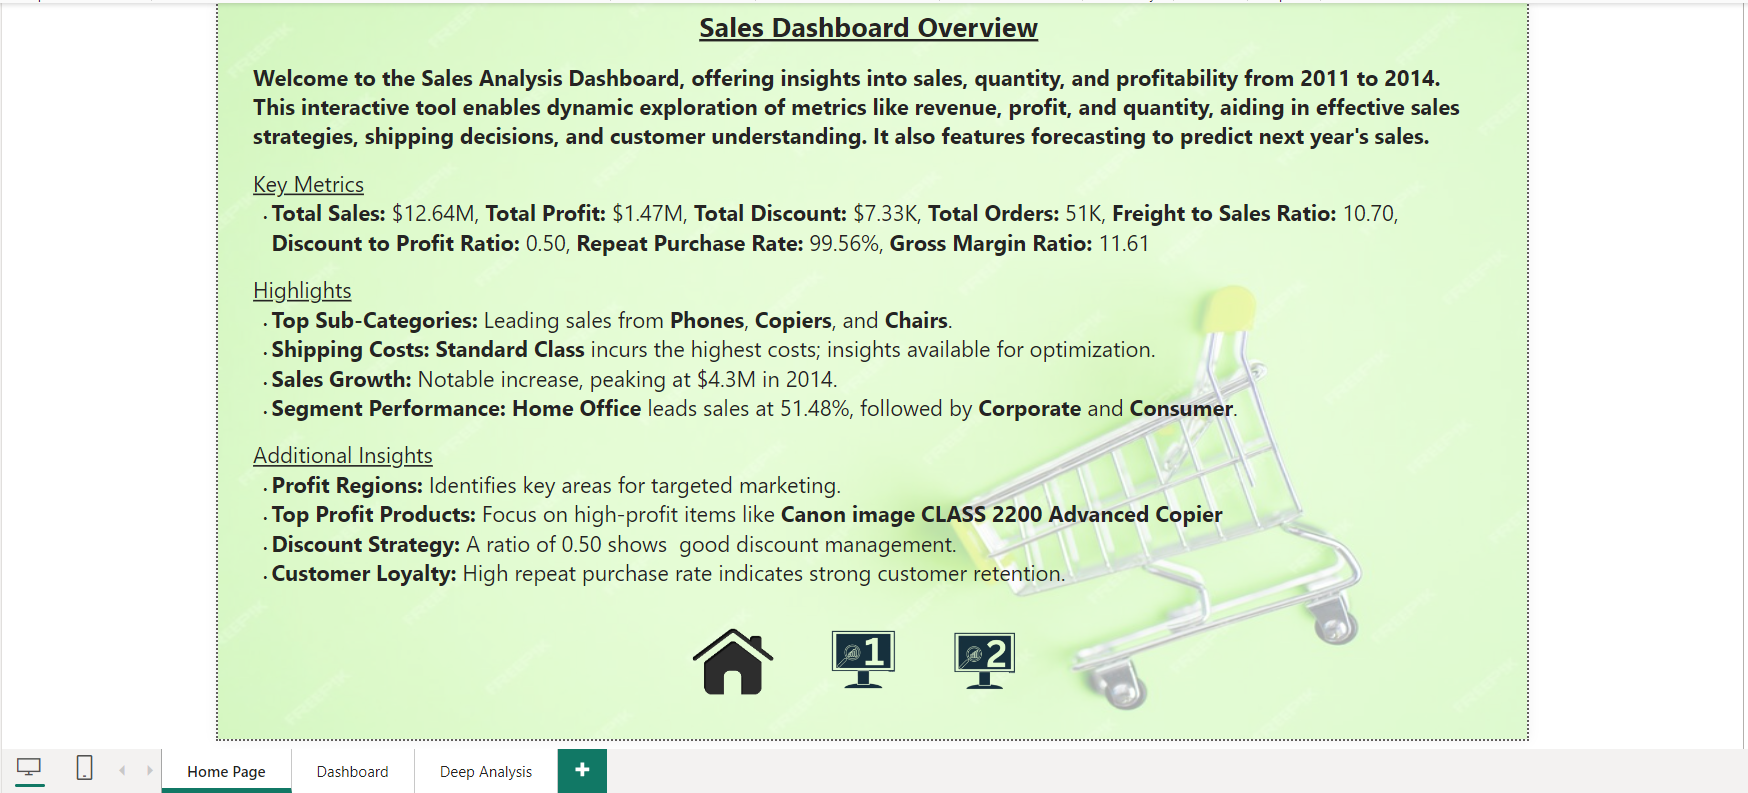 Sales Dashboard Overview
Welcome to the Sales Analysis Dashboard, offering insights into sales, quantity, and profitability from 2011 to 2014.
This interactive tool enables dynamic exploration of metrics like revenue, profit, and quantity, aiding in effective sales
strategies, shipping decisions, and customer understanding. It also features forecasting to predict next year's sales.
Key Metrics
• Total Sales: $12.64M, Total Profit: $1.47M, Total Discount: $7.33K, Total Orders: 51K, Freight to Sales Ratio: 10.70,
Discount to Profit Ratio: 0.50, Repeat Purchase Rate: 99.56%, Gross Margin Ratio: 11.61
Highlights
• Top Sub-Categories: Leading sales from Phones, Copiers, and Chairs.
• Shipping Costs: Standard Class incurs the highest costs; insights available for optimization.
• Sales Growth: Notable increase, peaking at $4.3M in 2014.
• Segment Performance: Home Office leads sales at 51.48%, followed by Corporate and Consumer.
Additional Insights
• Profit Regions: Identifies key areas for targeted marketing.
• Top Profit Products: Focus on high-profit items like Canon image CLASS 2200 Advanced Copier
• Discount Strategy: A ratio of 0.50 shows  good discount management.
• Customer Loyalty: High repeat purchase rate indicates strong customer retention.
1 2
Home Page Dashboard Deep Analysis +